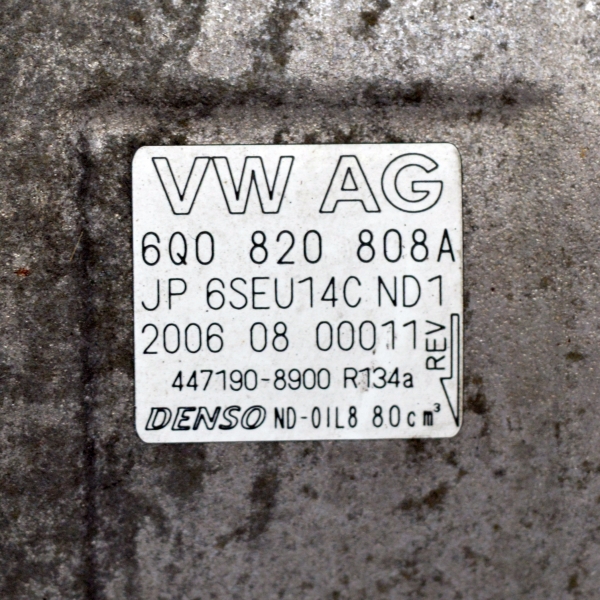 VW AG
6Q0 820 808A
JP 6SEU14C ND1
2006 08 00011
REV
447190-8900 R134a
DENSO ND-OIL8 80cm³